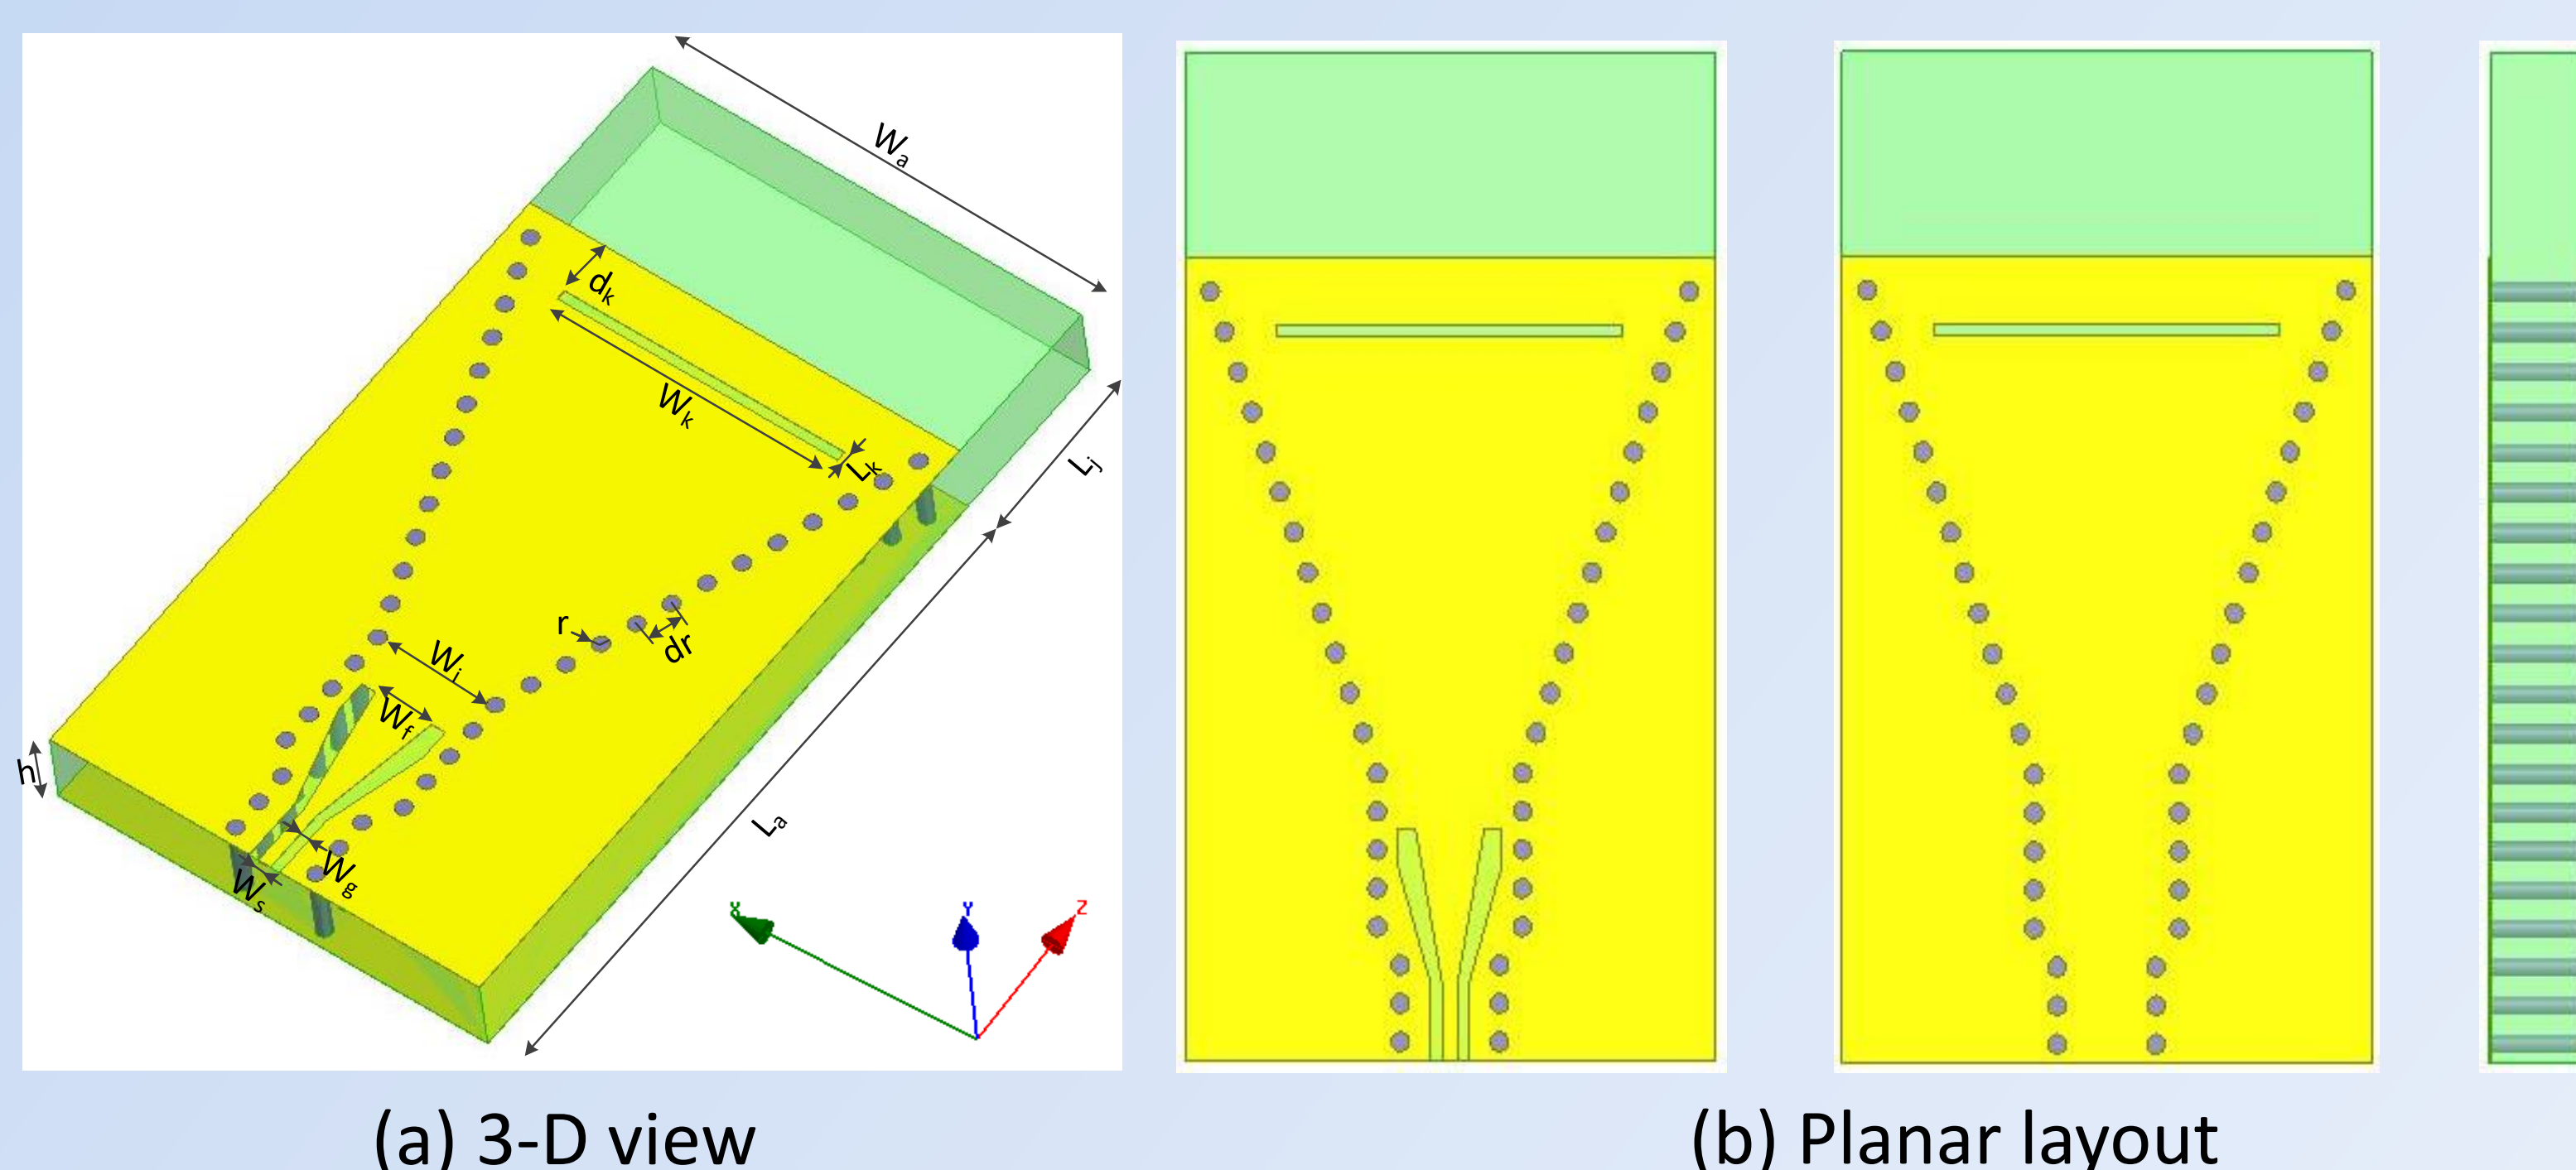 Wa
dk
Wk
Lk
Lj
r
dr
Wi
Wf
h
La
Wg
Ws
X
Y
Z
(a) 3-D view
(b) Planar layout